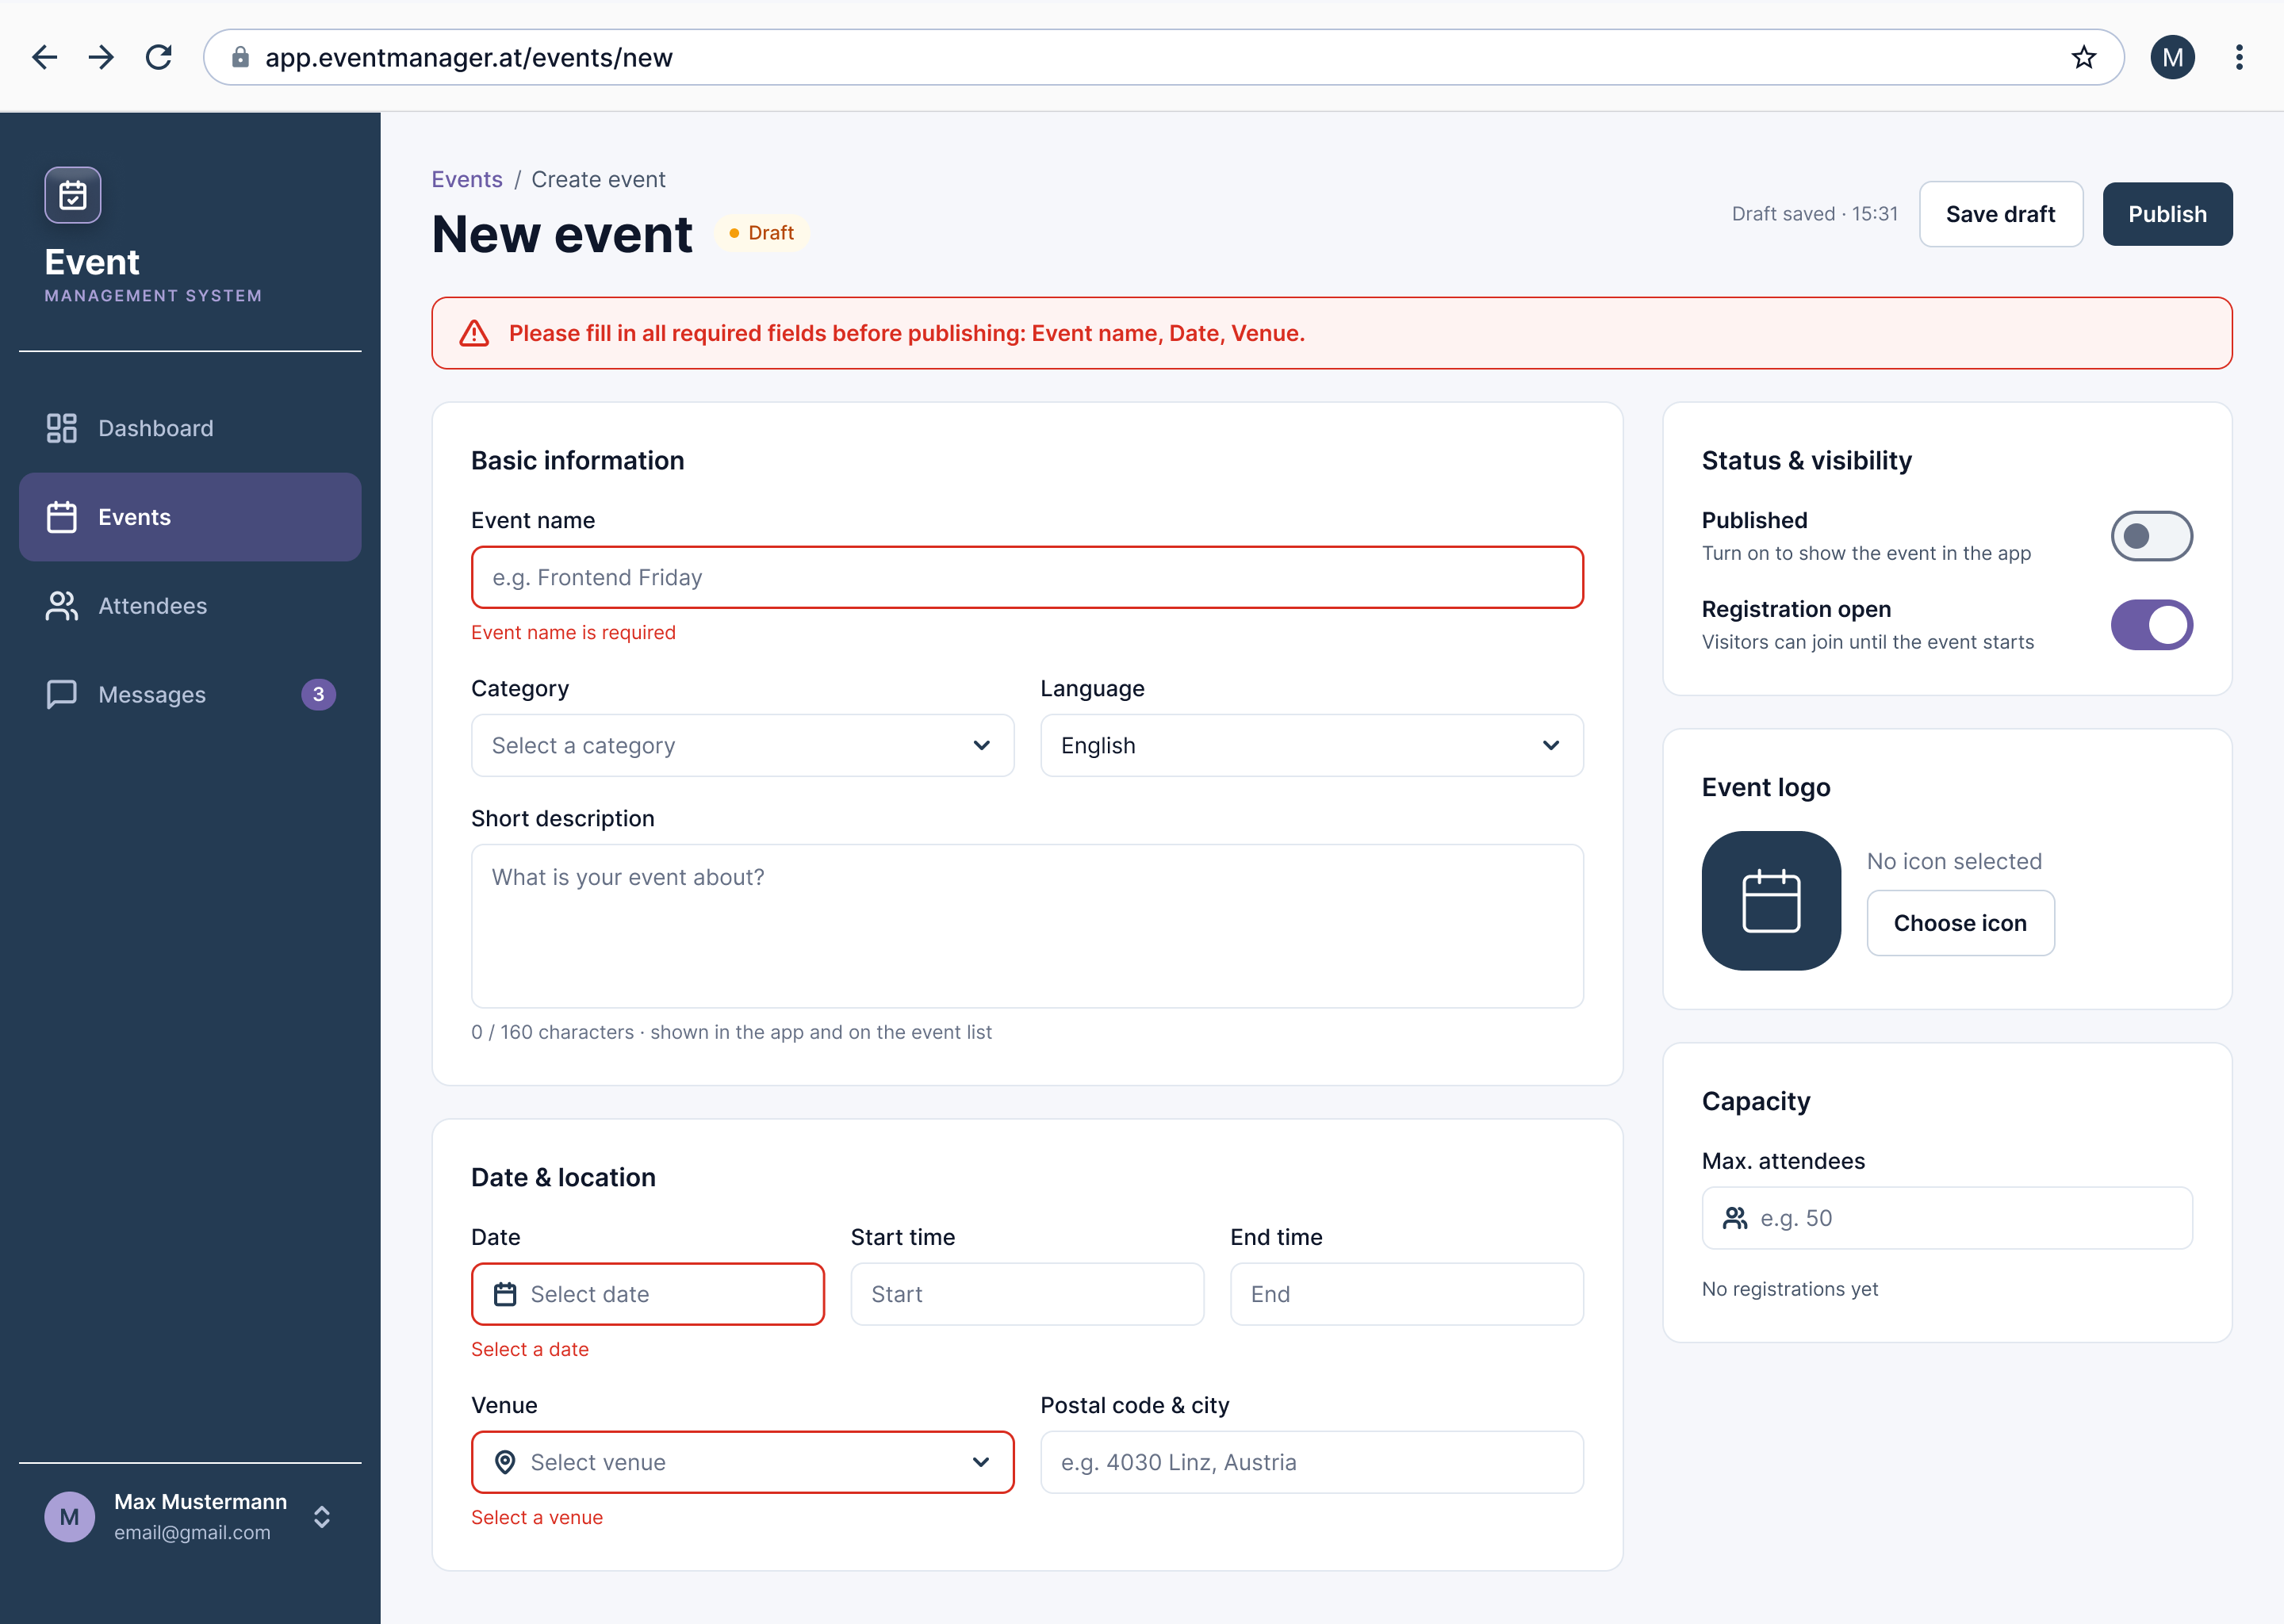 app.eventmanager.at/events/new
M
Event
MANAGEMENT SYSTEM
Dashboard
Events
Attendees
Messages 3
M
Max Mustermann
email@gmail.com
Events / Create event
New event Draft
Draft saved · 15:31 Save draft Publish
Please fill in all required fields before publishing: Event name, Date, Venue.
Basic information
Event name
e.g. Frontend Friday
Event name is required
Category Language
Select a category English
Short description
What is your event about?
0 / 160 characters · shown in the app and on the event list
Date & location
Date Start time End time
Select date Start End
Select a date
Venue Postal code & city
Select venue e.g. 4030 Linz, Austria
Select a venue
Status & visibility
Published
Turn on to show the event in the app
Registration open
Visitors can join until the event starts
Event logo
No icon selected
Choose icon
Capacity
Max. attendees
e.g. 50
No registrations yet